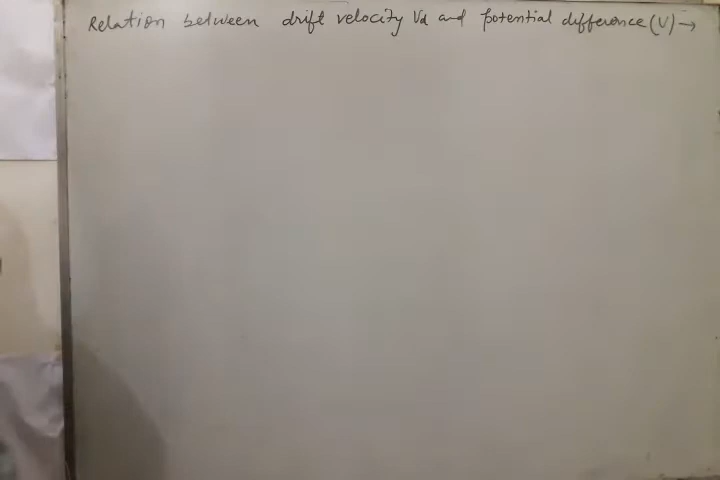 Relation between drift velocity Vd and potential difference (V) →